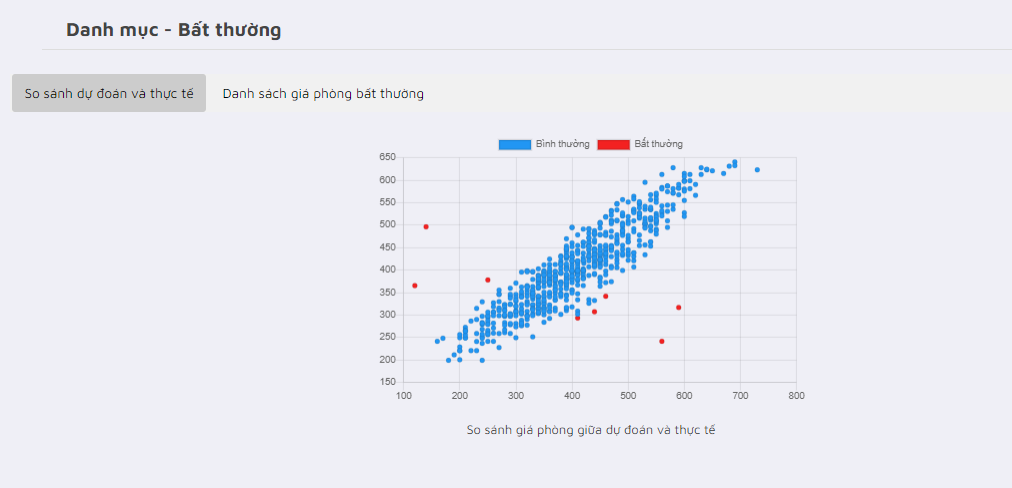 Danh mục - Bất thường
So sánh dự đoán và thực tế Danh sách giá phòng bất thường
Bình thường Bất thường
650
600
550
500
450
400
350
300
250
200
150
100 200 300 400 500 600 700 800
So sánh giá phòng giữa dự đoán và thực tế